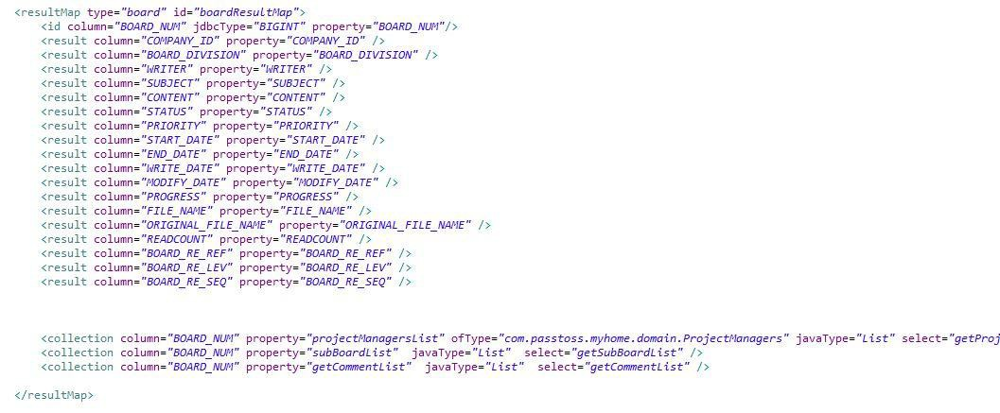 <resultMap type="board" id="boardResultMap">
<id column="BOARD_NUM" jdbcType="BIGINT" property="BOARD_NUM"/>
<result column="COMPANY_ID" property="COMPANY_ID" />
<result column="BOARD_DIVISION" property="BOARD_DIVISION" />
<result column="WRITER" property="WRITER" />
<result column="SUBJECT" property="SUBJECT" />
<result column="CONTENT" property="CONTENT" />
<result column="STATUS" property="STATUS" />
<result column="PRIORITY" property="PRIORITY" />
<result column="START_DATE" property="START_DATE" />
<result column="END_DATE" property="END_DATE" />
<result column="WRITE_DATE" property="WRITE_DATE" />
<result column="MODIFY_DATE" property="MODIFY_DATE" />
<result column="PROGRESS" property="PROGRESS" />
<result column="FILE_NAME" property="FILE_NAME" />
<result column="ORIGINAL_FILE_NAME" property="ORIGINAL_FILE_NAME" />
<result column="READCOUNT" property="READCOUNT" />
<result column="BOARD_RE_REF" property="BOARD_RE_REF" />
<result column="BOARD_RE_LEV" property="BOARD_RE_LEV" />
<result column="BOARD_RE_SEQ" property="BOARD_RE_SEQ" />
<collection column="BOARD_NUM" property="projectManagersList" ofType="com.passtoss.myhome.domain.ProjectManagers" javaType="List" select="getProj
<collection column="BOARD_NUM" property="subBoardList" javaType="List" select="getSubBoardList" />
<collection column="BOARD_NUM" property="getCommentList" javaType="List" select="getCommentList" />
</resultMap>